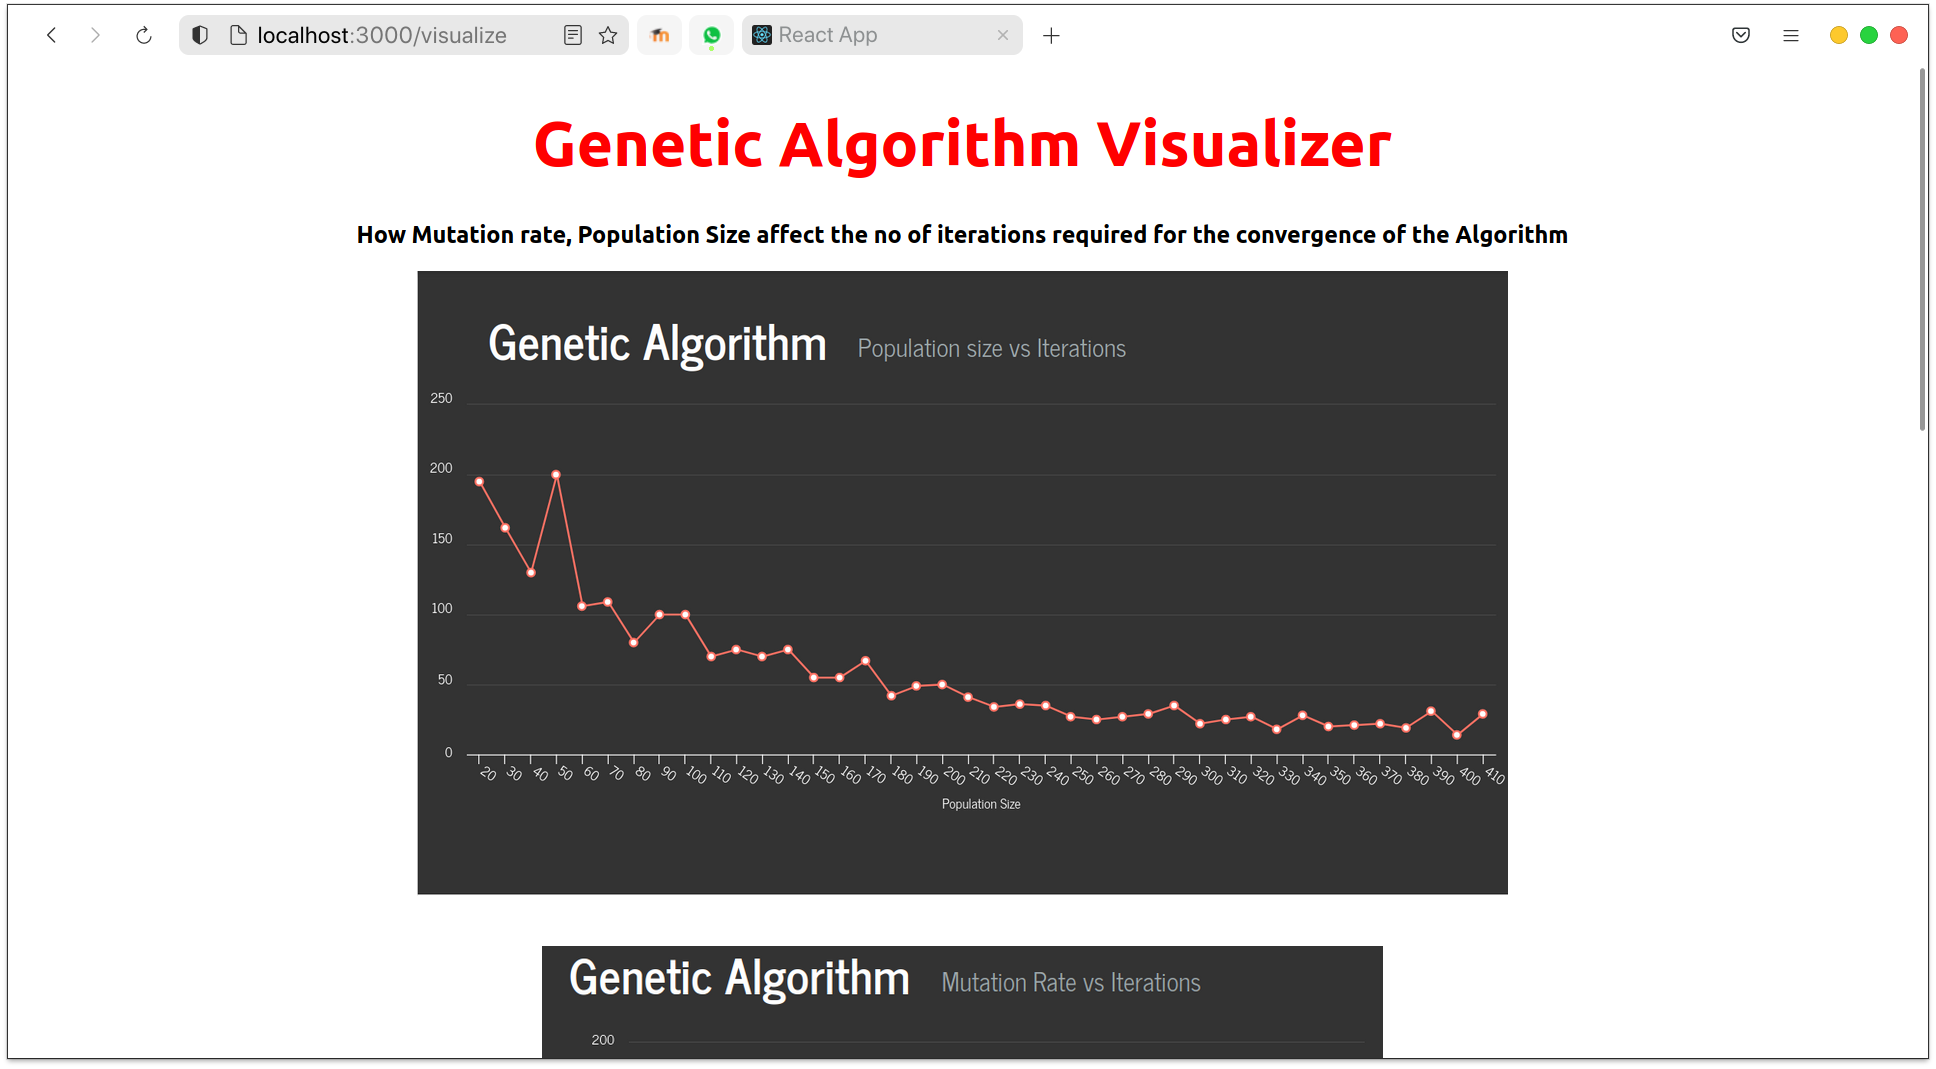 localhost:3000/visualize
React App
Genetic Algorithm Visualizer
How Mutation rate, Population Size affect the no of iterations required for the convergence of the Algorithm
Genetic Algorithm Population size vs Iterations
250
200
150
100
50
0
20 30 40 50 60 70 80 90 100 110 120 130 140 150 160 170 180 190 200 210 220 230 240 250 260 270 280 290 300 310 320 330 340 350 360 370 380 390 400 410
Population Size
Genetic Algorithm Mutation Rate vs Iterations
200